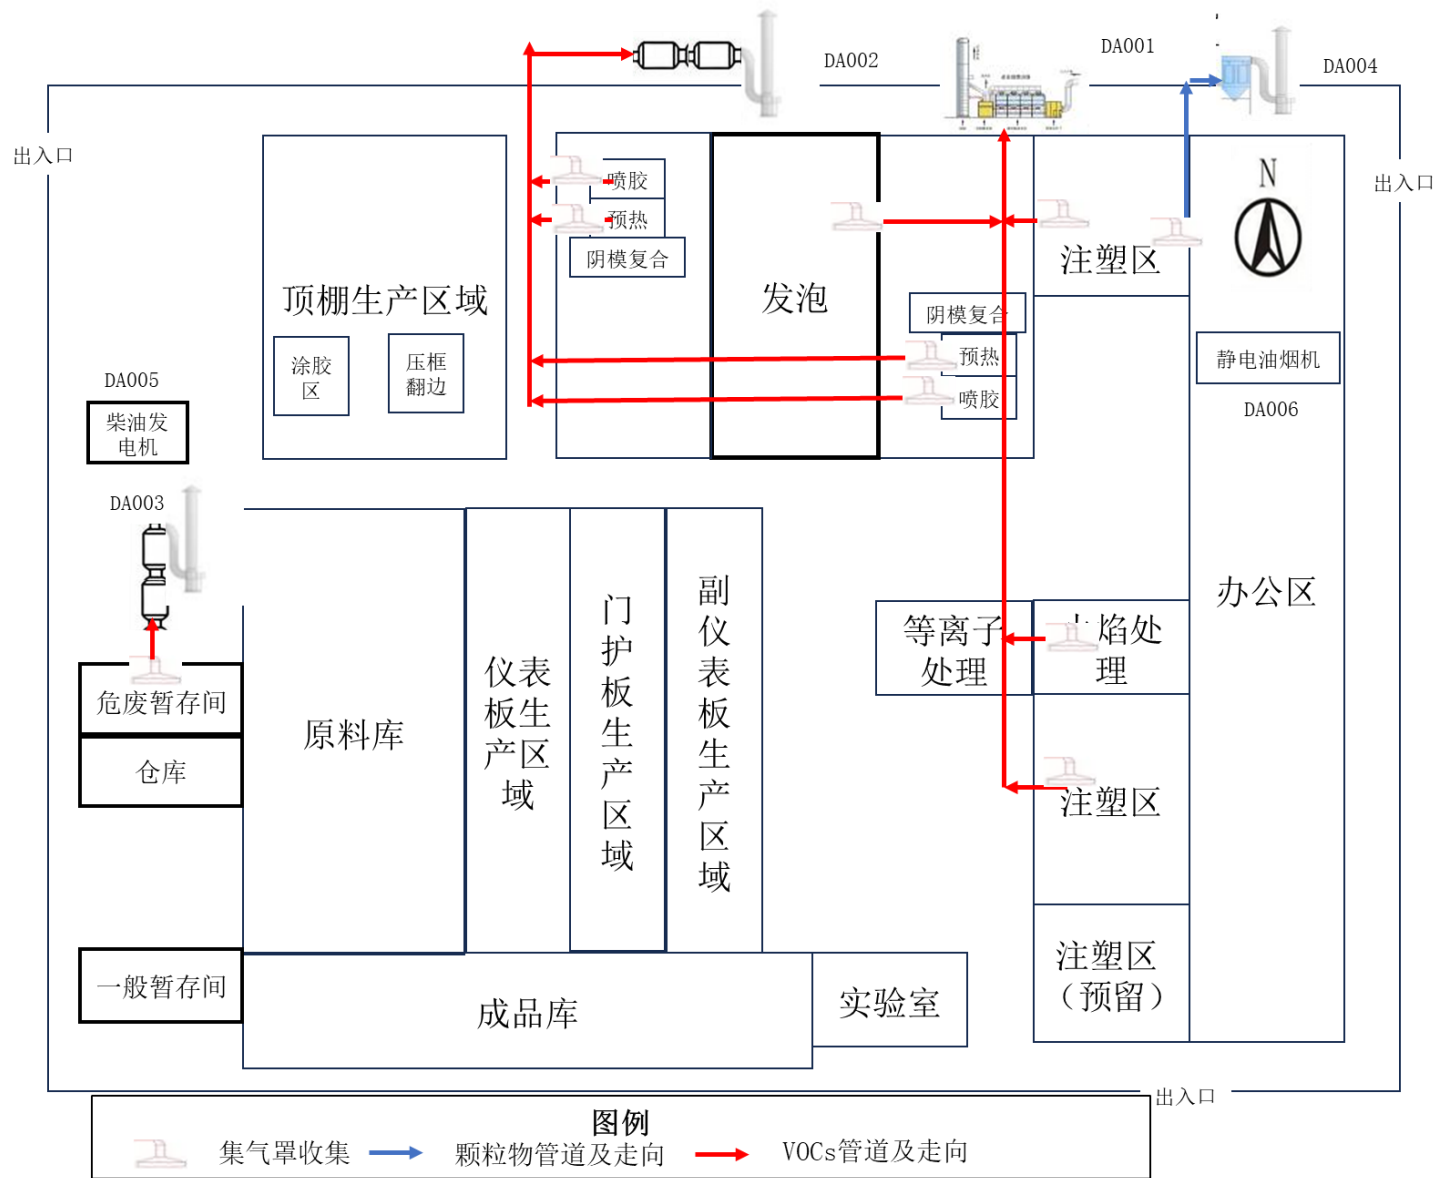 DA002
DA001
DA004
出入口
出入口
喷胶
预热
阴模复合
N
注塑区
顶棚生产区域
发泡
阴模复合
预热
喷胶
静电油烟机
DA006
涂胶
区
压框
翻边
DA005
柴油发
电机
DA003
办公区
等离子
处理
焰处
理
危废暂存间
仓库
原料库
仪表
板生
产区
域
门
护
板
生
产
区
域
副
仪
表
板
生
产
区
域
注塑区
注塑区
（预留）
一般暂存间
成品库
实验室
出入口
图例
集气罩收集
颗粒物管道及走向
VOCs管道及走向